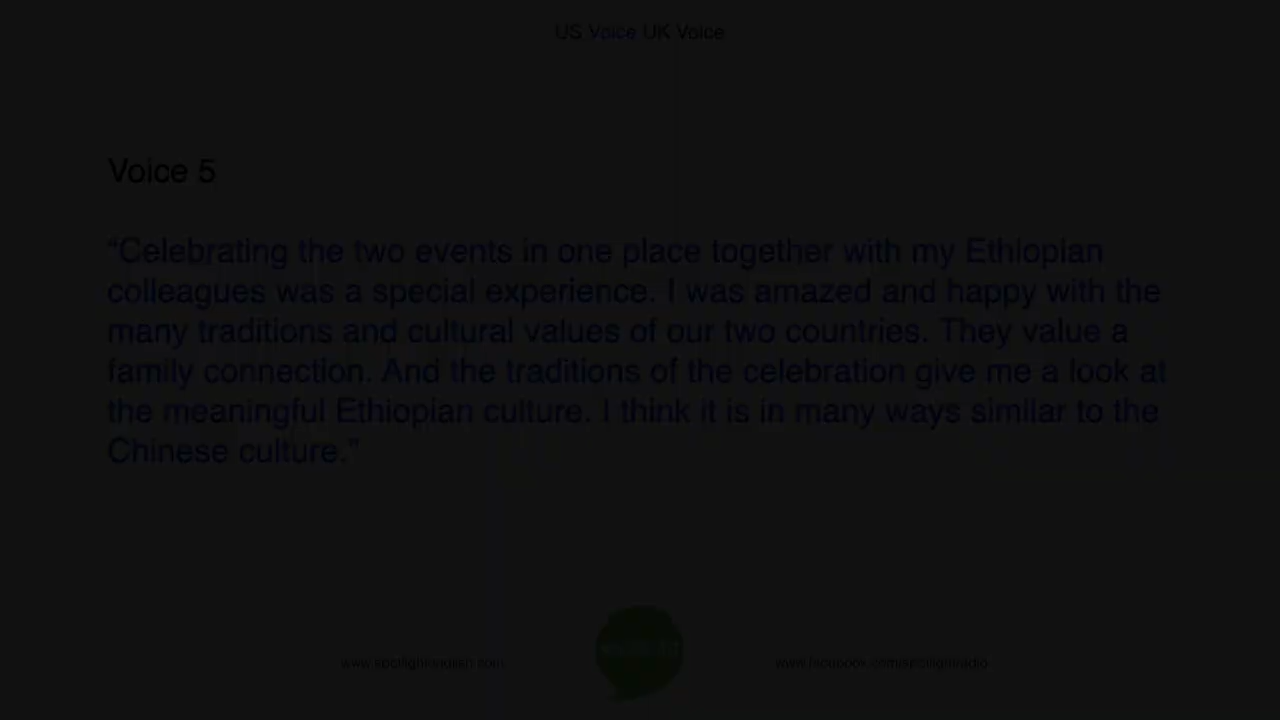 US Voice UK Voice
Voice 5
“Celebrating the two events in one place together with my Ethiopian
colleagues was a special experience. I was amazed and happy with the
many traditions and cultural values of our two countries. They value a
family connection. And the traditions of the celebration give me a look at
the meaningful Ethiopian culture. I think it is in many ways similar to the
Chinese culture.”